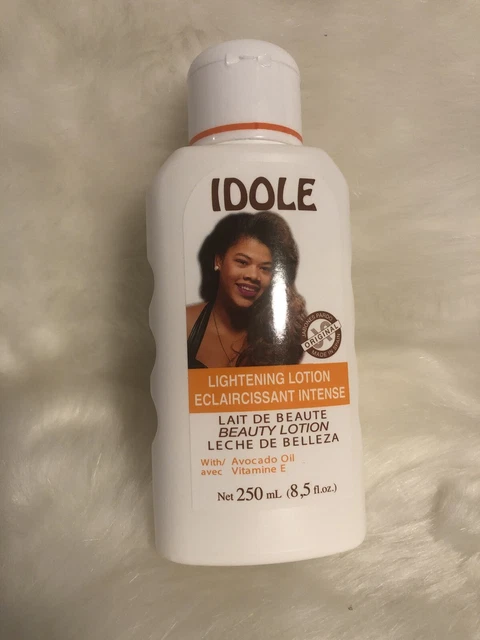 IDOLE
ORIGINAL
LIGHTENING LOTION
ECLAIRCISSANT INTENSE
LAIT DE BEAUTE
BEAUTY LOTION
LECHE DE BELLEZA
With/ Avocado Oil
avec Vitamine E
Net 250 mL (8,5 fl.oz.)